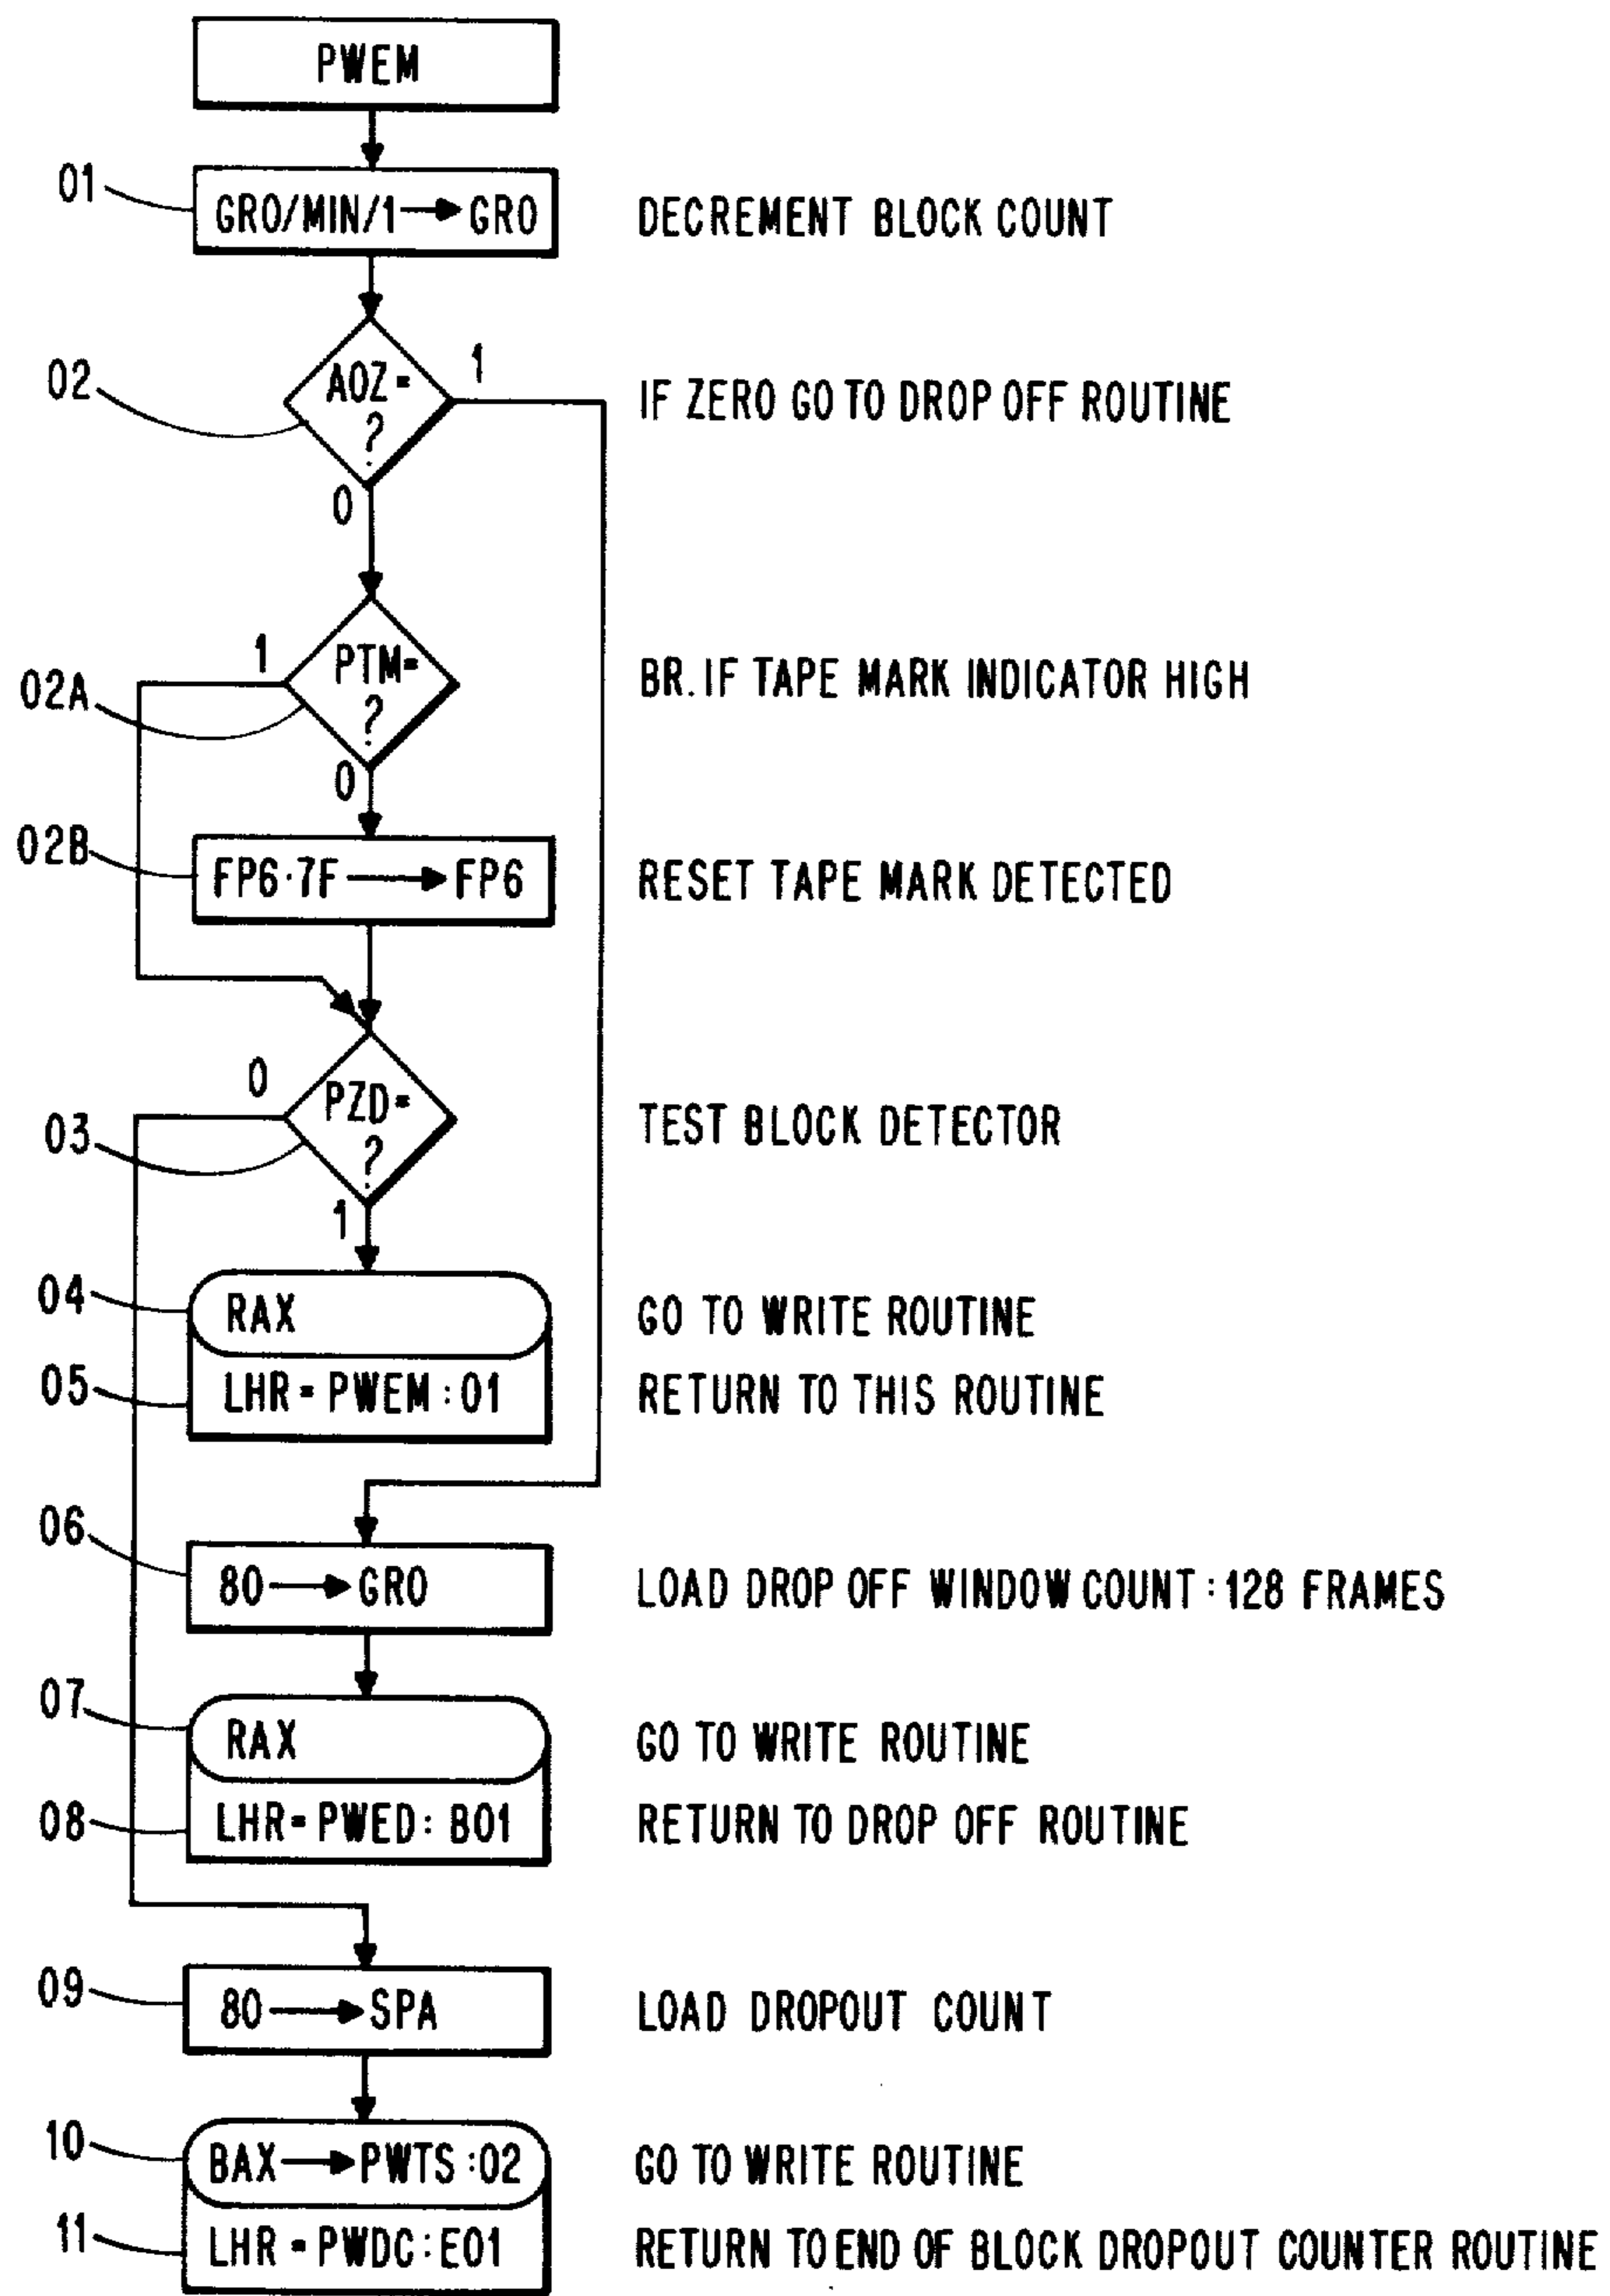 PWEM
01
GRO/MIN/1→GRO
DECREMENT BLOCK COUNT
02
AOZ=
?
1
0
IF ZERO GO TO DROP OFF ROUTINE
02A
1
PTM=
?
0
BR. IF TAPE MARK INDICATOR HIGH
02B
FP6·7F→FP6
RESET TAPE MARK DETECTED
03
0
PZD=
?
1
TEST BLOCK DETECTOR
04
RAX
GO TO WRITE ROUTINE
05
LHR=PWEM:01
RETURN TO THIS ROUTINE
06
80→GRO
LOAD DROP OFF WINDOW COUNT:128 FRAMES
07
RAX
GO TO WRITE ROUTINE
08
LHR=PWED:B01
RETURN TO DROP OFF ROUTINE
09
80→SPA
LOAD DROPOUT COUNT
10
BAX→PWTS:02
GO TO WRITE ROUTINE
11
LHR=PWDC:E01
RETURN TO END OF BLOCK DROPOUT COUNTER ROUTINE